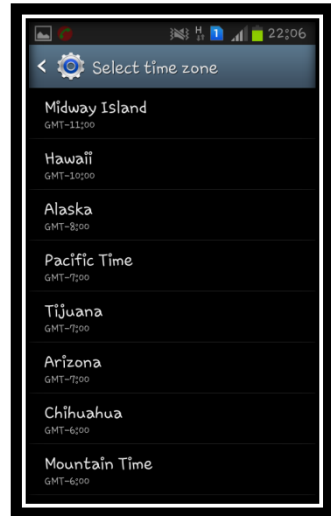 H 1 22:06
Select time zone
Midway Island
GMT-11:00
Hawaii
GMT-10:00
Alaska
GMT-8:00
Pacific Time
GMT-7:00
Tijuana
GMT-7:00
Arizona
GMT-7:00
Chihuahua
GMT-6:00
Mountain Time
GMT-6:00